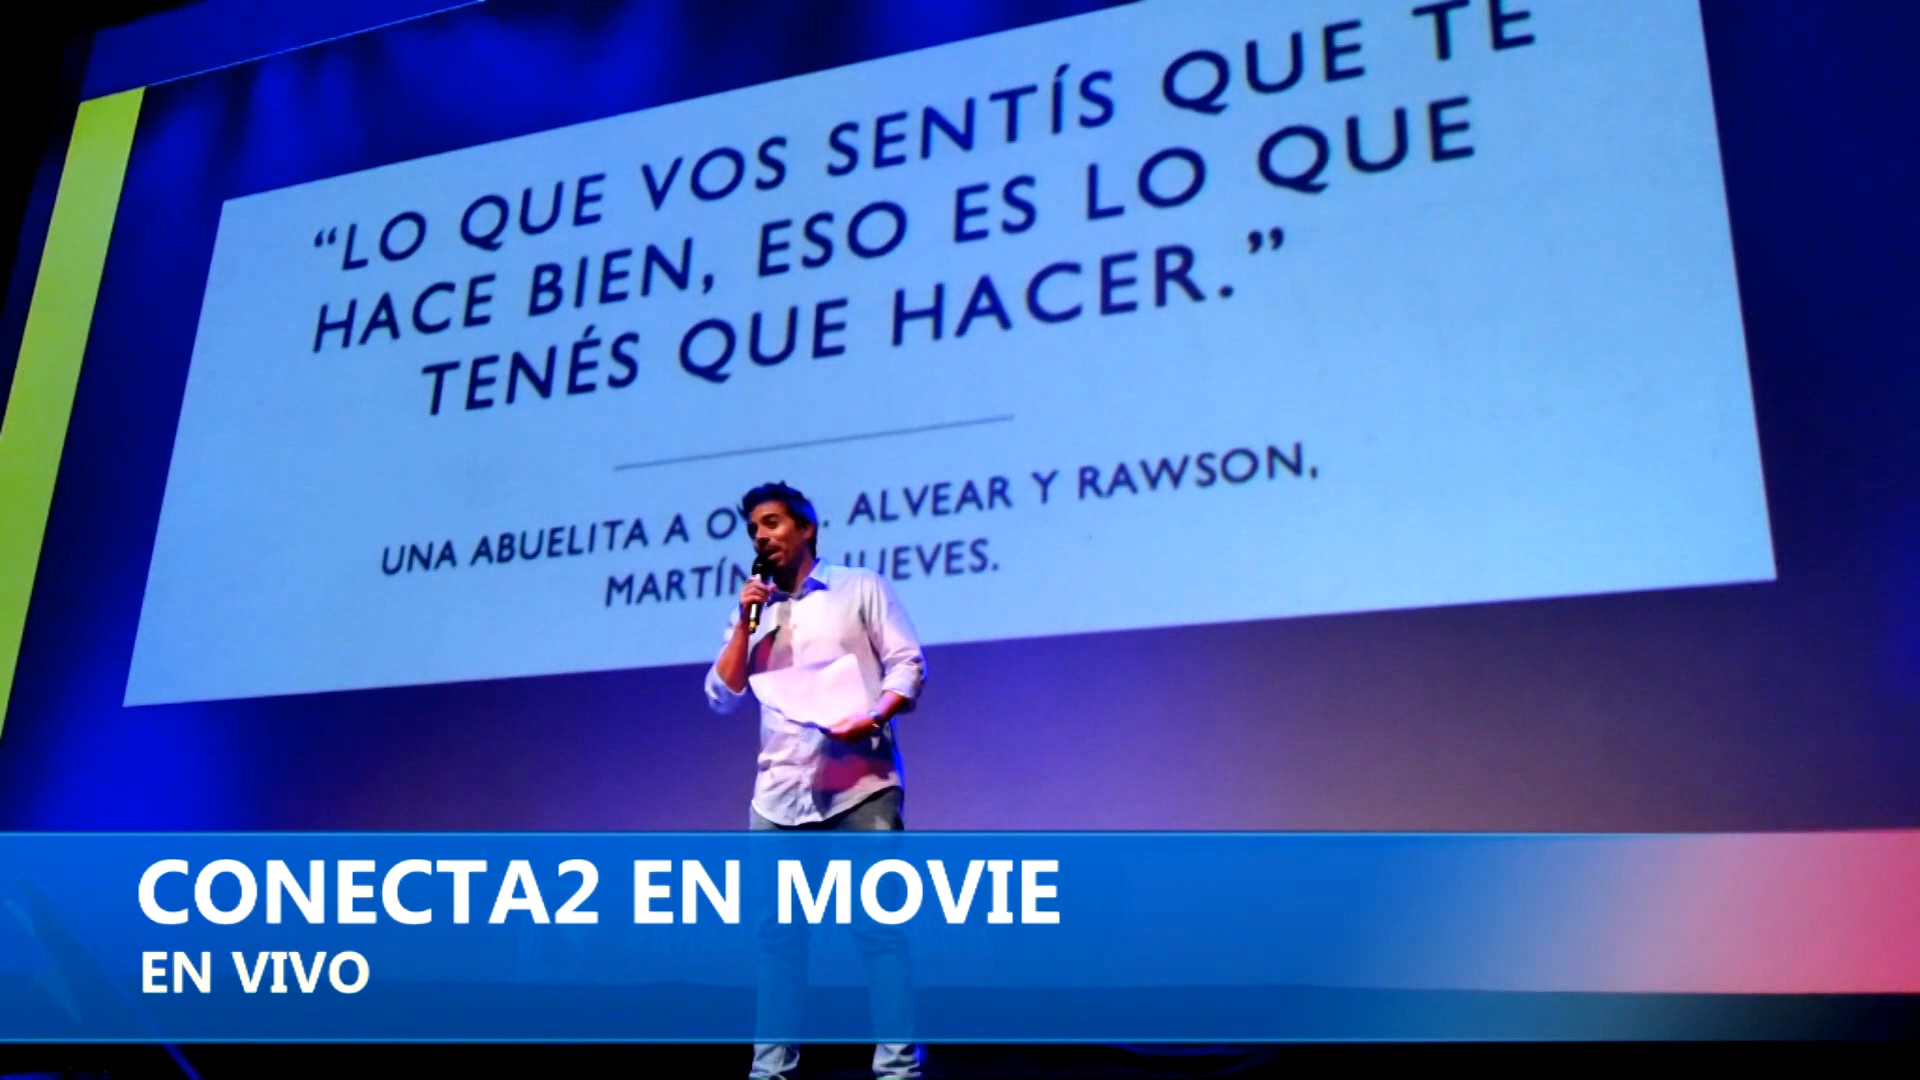 “LO QUE VOS SENTÍS QUE TE
HACE BIEN, ESO ES LO QUE
TENÉS QUE HACER.”
UNA ABUELITA A ALVEAR Y RAWSON,
JUEVES.
CONECTA2 EN MOVIE
EN VIVO